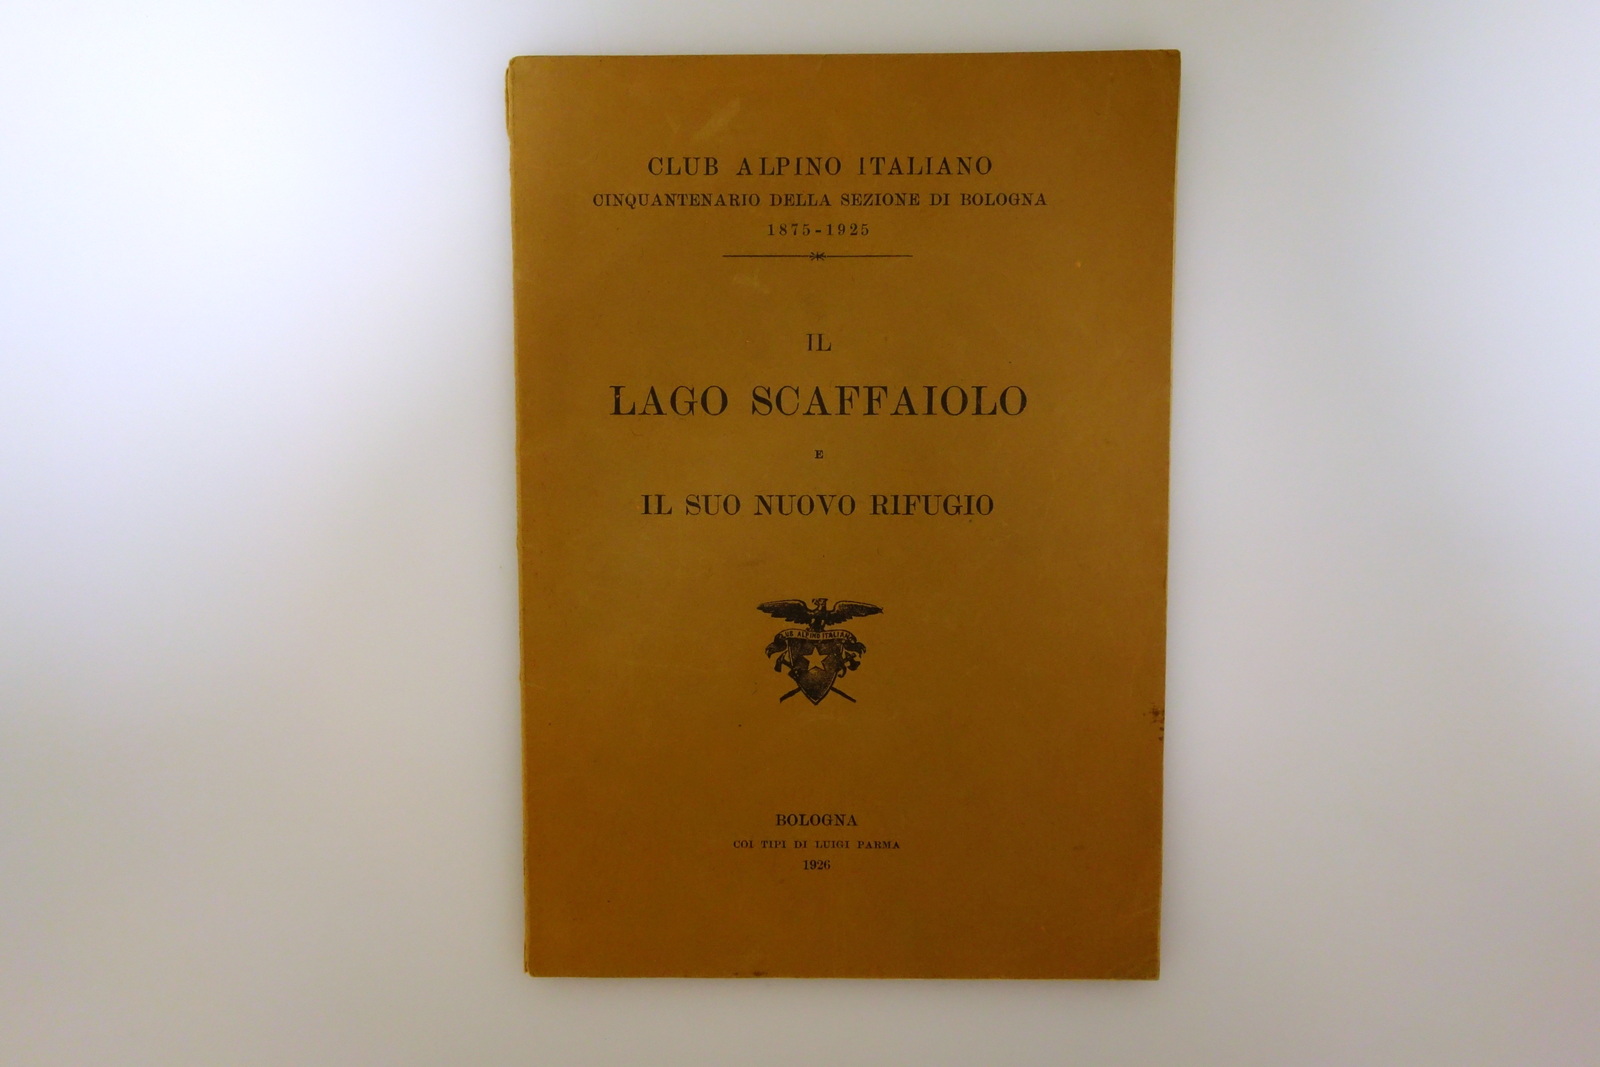 CLUB ALPINO ITALIANO
CINQUANTENARIO DELLA SEZIONE DI BOLOGNA
1875-1925
IL
LAGO SCAFFAIOLO
E
IL SUO NUOVO RIFUGIO
CLUB ALPINO ITALIANO
BOLOGNA
COI TIPI DI LUIGI PARMA
1926